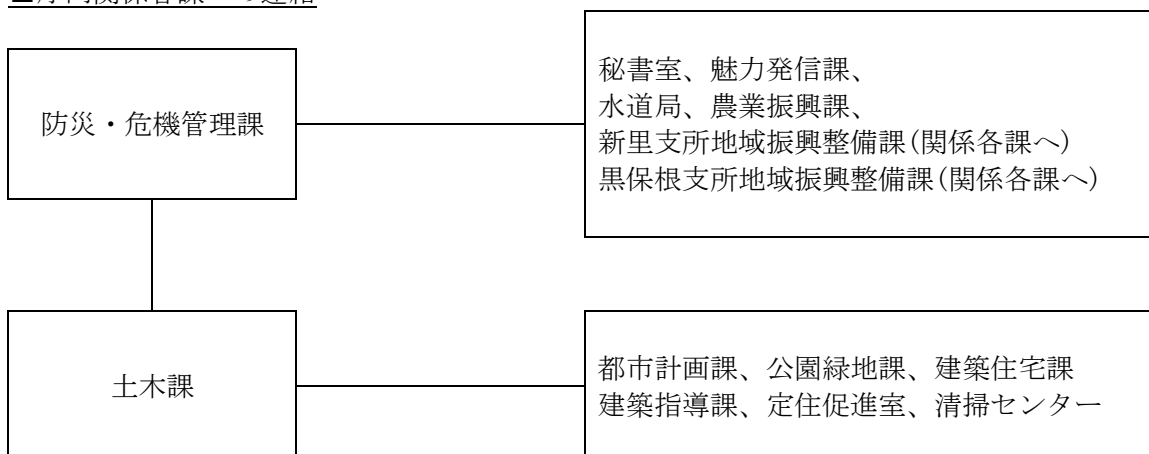 防災・危機管理課
秘書室、魅力発信課、
水道局、農業振興課、
新里支所地域振興整備課(関係各課へ)
黒保根支所地域振興整備課(関係各課へ)
土木課
都市計画課、公園緑地課、建築住宅課
建築指導課、定住促進室、清掃センター